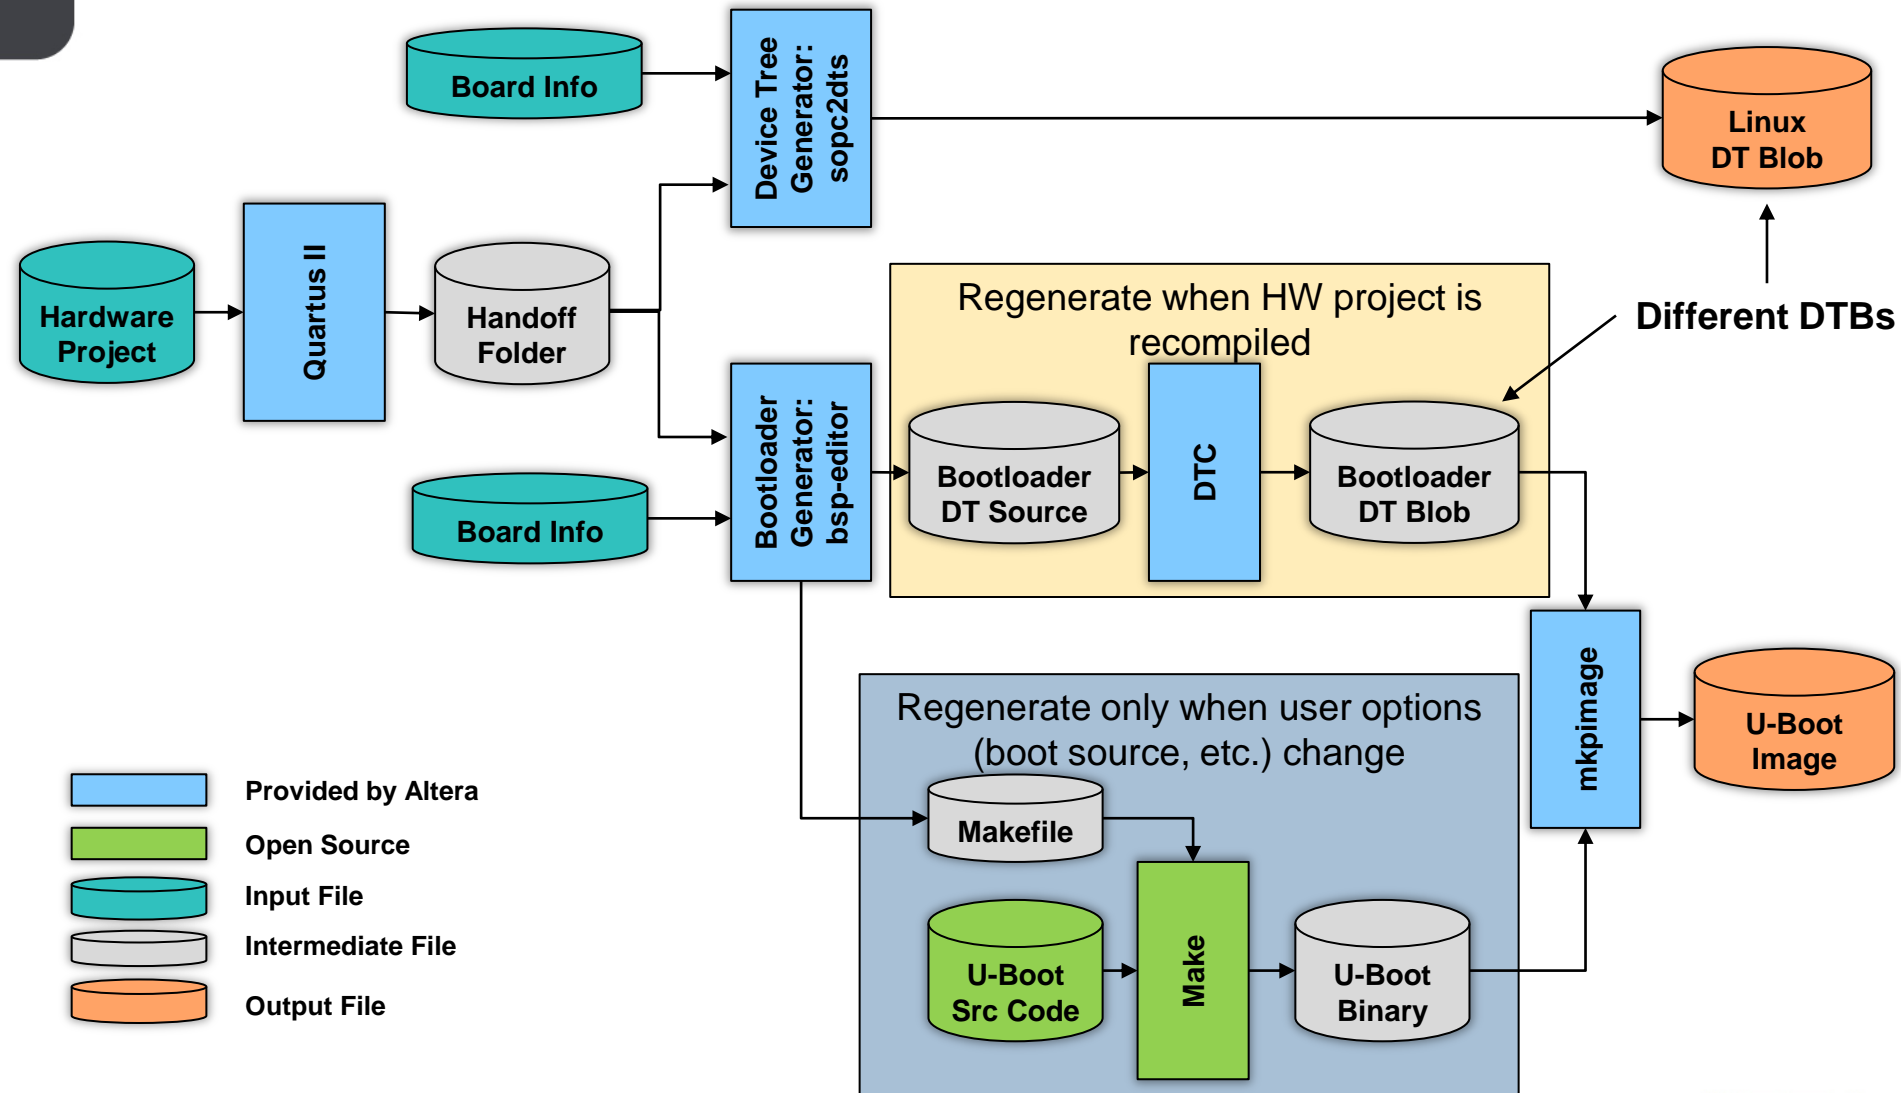 Board Info
Device Tree
Generator:
sopc2dts
Linux
DT Blob
Hardware
Project
Quartus II
Handoff
Folder
Regenerate when HW project is
recompiled
Different DTBs
Board Info
Bootloader
Generator:
bsp-editor
Bootloader
DT Source
DTC
Bootloader
DT Blob
mkpimage
U-Boot
Image
Regenerate only when user options
(boot source, etc.) change
Makefile
U-Boot
Src Code
Make
U-Boot
Binary
Provided by Altera
Open Source
Input File
Intermediate File
Output File